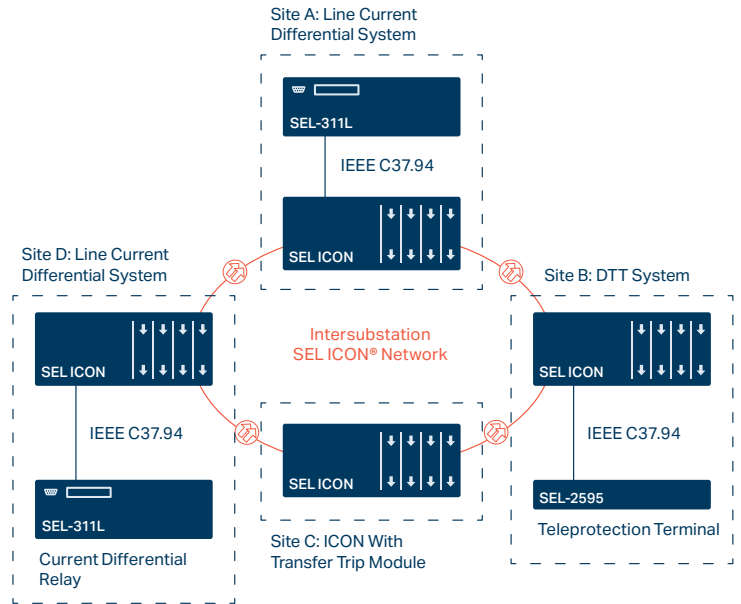 Site A: Line Current
Differential System
SEL-311L
IEEE C37.94
SEL ICON
Site D: Line Current
Differential System
SEL ICON
IEEE C37.94
SEL-311L
Current Differential
Relay
Intersubstation
SEL ICON® Network
Site B: DTT System
SEL ICON
IEEE C37.94
SEL-2595
Teleprotection Terminal
SEL ICON
Site C: ICON With
Transfer Trip Module